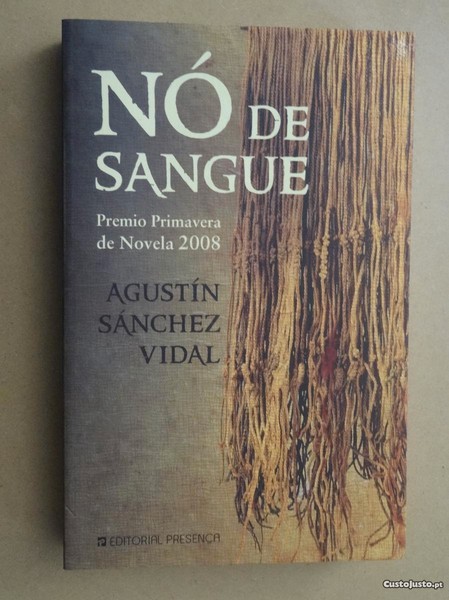 NÓ DE
SANGUE
Premio Primavera
de Novela 2008
AGUSTÍN
SÁNCHEZ
VIDAL
EDITORIAL PRESENÇA
CustoJusto.pt